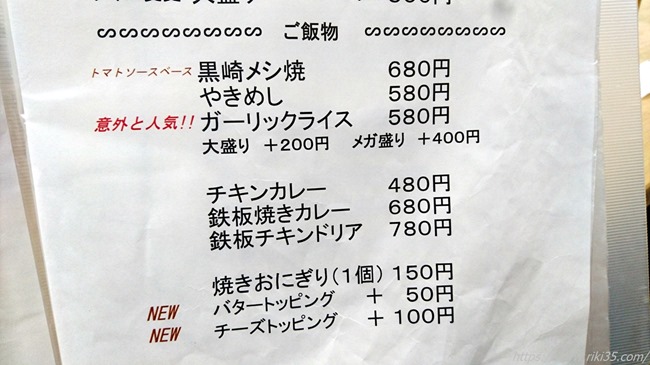 大盛り
∽∽∽∽∽∽∽∽ ご飯物 ∽∽∽∽∽∽∽∽
トマトソースベース 黒崎メシ焼 680円
やきめし 580円
意外と人気!! ガーリックライス 580円
大盛り +200円 メガ盛り +400円
チキンカレー 480円
鉄板焼きカレー 680円
鉄板チキンドリア 780円
焼きおにぎり(1個) 150円
NEW バタートッピング + 50円
NEW チーズトッピング + 100円
riki35.com/